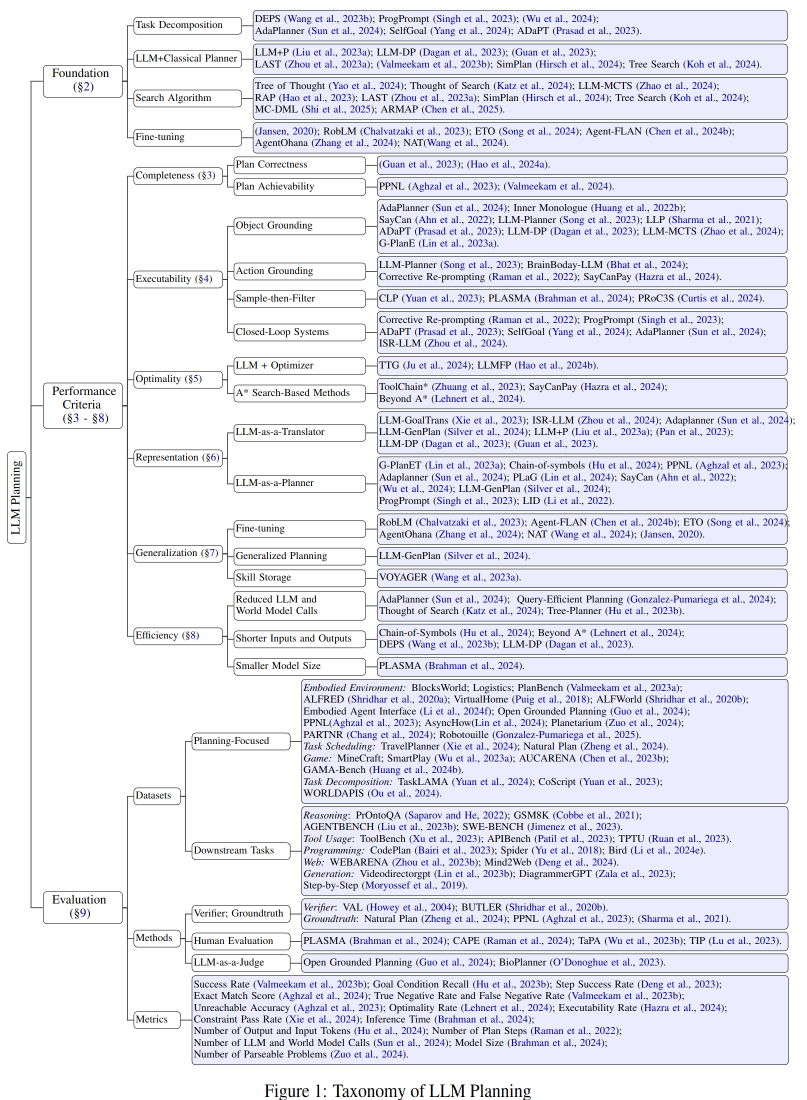 LLM Planning
Foundation
(§2)
Task Decomposition
DEPS (Wang et al., 2023b); ProgPrompt (Singh et al., 2023); (Wu et al., 2024);
AdaPlanner (Sun et al., 2024); SelfGoal (Yang et al., 2024); ADaPT (Prasad et al., 2023).
LLM+Classical Planner
LLM+P (Liu et al., 2023a); LLM-DP (Dagan et al., 2023); (Guan et al., 2023);
LAST (Zhou et al., 2023a); (Valmeekam et al., 2023b); SimPlan (Hirsch et al., 2024); Tree Search (Koh et al., 2024).
Search Algorithm
Tree of Thought (Yao et al., 2024); Thought of Search (Katz et al., 2024); LLM-MCTS (Zhao et al., 2024);
RAP (Hao et al., 2023); LAST (Zhou et al., 2023a); SimPlan (Hirsch et al., 2024); Tree Search (Koh et al., 2024);
MC-DML (Shi et al., 2025); ARMAP (Chen et al., 2025).
Fine-tuning
(Jansen, 2020); RobLM (Chalvatzaki et al., 2023); ETO (Song et al., 2024); Agent-FLAN (Chen et al., 2024b);
AgentOhana (Zhang et al., 2024); NAT(Wang et al., 2024).
Performance
Criteria
(§3 - §8)
Completeness (§3)
Plan Correctness
(Guan et al., 2023); (Hao et al., 2024a).
Plan Achievability
PPNL (Aghzal et al., 2023); (Valmeekam et al., 2024).
Executability (§4)
Object Grounding
AdaPlanner (Sun et al., 2024); Inner Monologue (Huang et al., 2022b);
SayCan (Ahn et al., 2022); LLM-Planner (Song et al., 2023); LLP (Sharma et al., 2021);
ADaPT (Prasad et al., 2023); LLM-DP (Dagan et al., 2023); LLM-MCTS (Zhao et al., 2024);
G-PlanE (Lin et al., 2023a).
Action Grounding
LLM-Planner (Song et al., 2023); BrainBoday-LLM (Bhat et al., 2024);
Corrective Re-prompting (Raman et al., 2022); SayCanPay (Hazra et al., 2024).
Sample-then-Filter
CLP (Yuan et al., 2023); PLASMA (Brahman et al., 2024); PRoC3S (Curtis et al., 2024).
Closed-Loop Systems
Corrective Re-prompting (Raman et al., 2022); ProgPrompt (Singh et al., 2023);
ADaPT (Prasad et al., 2023); SelfGoal (Yang et al., 2024); AdaPlanner (Sun et al., 2024);
ISR-LLM (Zhou et al., 2024).
Optimality (§5)
LLM + Optimizer
TTG (Ju et al., 2024); LLMFP (Hao et al., 2024b).
A* Search-Based Methods
ToolChain* (Zhuang et al., 2023); SayCanPay (Hazra et al., 2024);
Beyond A* (Lehnert et al., 2024).
Representation (§6)
LLM-as-a-Translator
LLM-GoalTrans (Xie et al., 2023); ISR-LLM (Zhou et al., 2024); Adaplanner (Sun et al., 2024);
LLM-GenPlan (Silver et al., 2024); LLM+P (Liu et al., 2023a); (Pan et al., 2023);
LLM-DP (Dagan et al., 2023); (Guan et al., 2023).
LLM-as-a-Planner
G-PlanET (Lin et al., 2023a); Chain-of-symbols (Hu et al., 2024); PPNL (Aghzal et al., 2023);
Adaplanner (Sun et al., 2024); PLaG (Lin et al., 2024); SayCan (Ahn et al., 2022);
(Wu et al., 2024); LLM-GenPlan (Silver et al., 2024);
ProgPrompt (Singh et al., 2023); LID (Li et al., 2022).
Generalization (§7)
Fine-tuning
RobLM (Chalvatzaki et al., 2023); Agent-FLAN (Chen et al., 2024b); ETO (Song et al., 2024);
AgentOhana (Zhang et al., 2024); NAT (Wang et al., 2024); (Jansen, 2020).
Generalized Planning
LLM-GenPlan (Silver et al., 2024).
Skill Storage
VOYAGER (Wang et al., 2023a).
Efficiency (§8)
Reduced LLM and
World Model Calls
AdaPlanner (Sun et al., 2024); Query-Efficient Planning (Gonzalez-Pumariega et al., 2024);
Thought of Search (Katz et al., 2024); Tree-Planner (Hu et al., 2023b).
Shorter Inputs and Outputs
Chain-of-Symbols (Hu et al., 2024); Beyond A* (Lehnert et al., 2024);
DEPS (Wang et al., 2023b); LLM-DP (Dagan et al., 2023).
Smaller Model Size
PLASMA (Brahman et al., 2024).
Evaluation
(§9)
Datasets
Planning-Focused
Embodied Environment: BlocksWorld; Logistics; PlanBench (Valmeekam et al., 2023a);
ALFRED (Shridhar et al., 2020a); VirtualHome (Puig et al., 2018); ALFWorld (Shridhar et al., 2020b);
Embodied Agent Interface (Li et al., 2024f); Open Grounded Planning (Guo et al., 2024);
PPNL(Aghzal et al., 2023); AsyncHow(Lin et al., 2024); Planetarium (Zuo et al., 2024);
PARTNR (Chang et al., 2024); Robotouille (Gonzalez-Pumariega et al., 2025).
Task Scheduling: TravelPlanner (Xie et al., 2024); Natural Plan (Zheng et al., 2024).
Game: MineCraft; SmartPlay (Wu et al., 2023a); AUCARENA (Chen et al., 2023b);
GAMA-Bench (Huang et al., 2024b).
Task Decomposition: TaskLAMA (Yuan et al., 2024); CoScript (Yuan et al., 2023);
WORLDAPIS (Ou et al., 2024).
Downstream Tasks
Reasoning: PrOntoQA (Saparov and He, 2022); GSM8K (Cobbe et al., 2021);
AGENTBENCH (Liu et al., 2023b); SWE-BENCH (Jimenez et al., 2023).
Tool Usage: ToolBench (Xu et al., 2023); APIBench (Patil et al., 2023); TPTU (Ruan et al., 2023).
Programming: CodePlan (Bairi et al., 2023); Spider (Yu et al., 2018); Bird (Li et al., 2024e).
Web: WEBARENA (Zhou et al., 2023b); Mind2Web (Deng et al., 2024).
Generation: Videodirectorgpt (Lin et al., 2023b); DiagrammerGPT (Zala et al., 2023);
Step-by-Step (Moryossef et al., 2019).
Methods
Verifier; Groundtruth
Verifier: VAL (Howey et al., 2004); BUTLER (Shridhar et al., 2020b).
Groundtruth: Natural Plan (Zheng et al., 2024); PPNL (Aghzal et al., 2023); (Sharma et al., 2021).
Human Evaluation
PLASMA (Brahman et al., 2024); CAPE (Raman et al., 2024); TaPA (Wu et al., 2023b); TIP (Lu et al., 2023).
LLM-as-a-Judge
Open Grounded Planning (Guo et al., 2024); BioPlanner (O'Donoghue et al., 2023).
Metrics
Success Rate (Valmeekam et al., 2023b); Goal Condition Recall (Hu et al., 2023b); Step Success Rate (Deng et al., 2023);
Exact Match Score (Aghzal et al., 2024); True Negative Rate and False Negative Rate (Valmeekam et al., 2023b);
Unreachable Accuracy (Aghzal et al., 2023); Optimality Rate (Lehnert et al., 2024); Executability Rate (Hazra et al., 2024);
Constraint Pass Rate (Xie et al., 2024); Inference Time (Brahman et al., 2024);
Number of Output and Input Tokens (Hu et al., 2024); Number of Plan Steps (Raman et al., 2022);
Number of LLM and World Model Calls (Sun et al., 2024); Model Size (Brahman et al., 2024);
Number of Parseable Problems (Zuo et al., 2024).
Figure 1: Taxonomy of LLM Planning